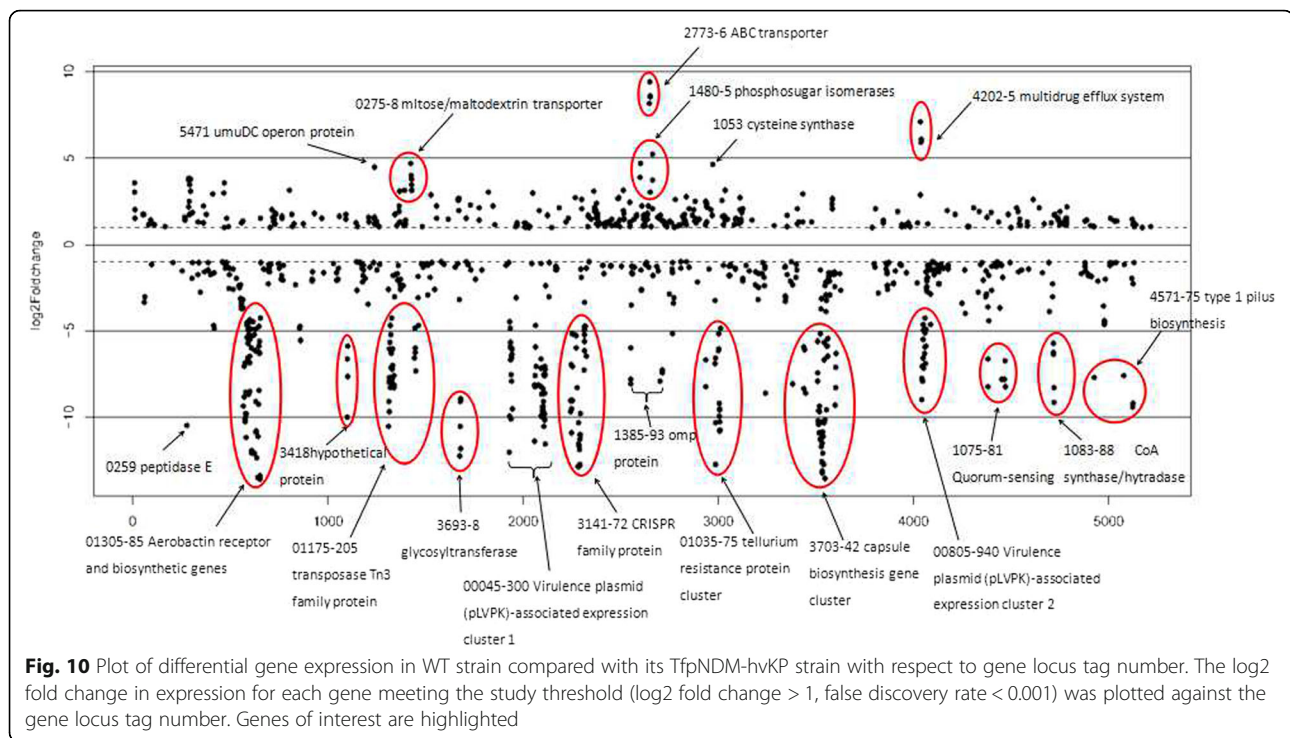 2773-6 ABC transporter
0275-8 mltose/maltodextrin transporter
1480-5 phosphosugar isomerases
4202-5 multidrug efflux system
5471 umuDC operon protein
1053 cysteine synthase
log2Foldchange
10
5
0
−5
−10
4571-75 type 1 pilus
biosynthesis
0259 peptidase E
3418hypothetical
protein
1385-93 omp
protein
1075-81
Quorum-sensing
1083-88 CoA
synthase/hytradase
0
1000
2000
3000
4000
5000
01305-85 Aerobactin receptor
and biosynthetic genes
01175-205
transposase Tn3
family protein
3693-8
glycosyltransferase
00045-300 Virulence plasmid
(pLVPK)-associated expression
cluster 1
3141-72 CRISPR
family protein
01035-75 tellurium
resistance protein
cluster
3703-42 capsule
biosynthesis gene
cluster
00805-940 Virulence
plasmid (pLVPK)-associated
expression cluster 2
Fig. 10 Plot of differential gene expression in WT strain compared with its TfpNDM-hvKP strain with respect to gene locus tag number. The log2
fold change in expression for each gene meeting the study threshold (log2 fold change > 1, false discovery rate < 0.001) was plotted against the
gene locus tag number. Genes of interest are highlighted